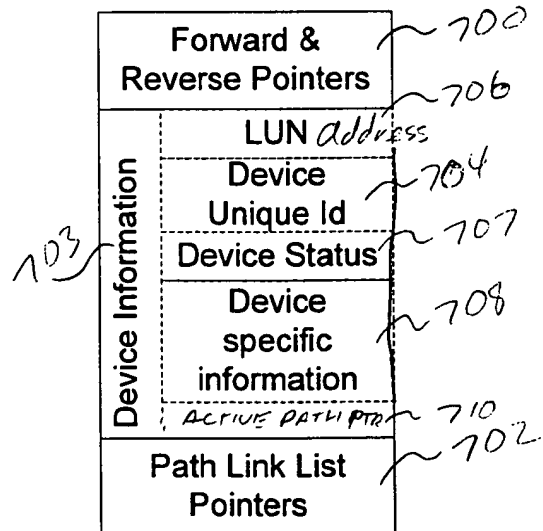 Forward &
Reverse Pointers
700
706
LUN address
Device
Unique Id
704
707
Device Status
703
Device Information
Device
specific
information
708
ACTIVE PATH PTR
710
702
Path Link List
Pointers